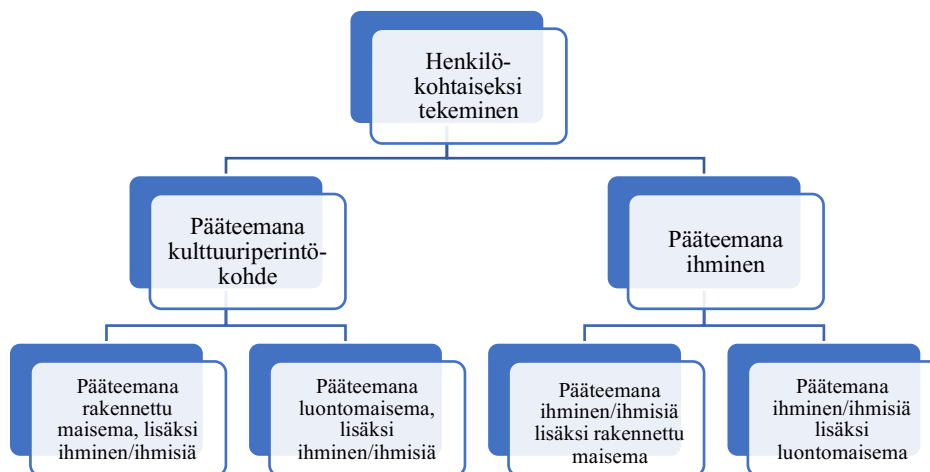 Henkilö-
kohtaiseksi
tekeminen
Pääteemana
kulttuuriperintö-
kohde
Pääteemana
ihminen
Pääteemana
rakennettu
maisema, lisäksi
ihminen/ihmisiä
Pääteemana
luontomaisema,
lisäksi
ihminen/ihmisiä
Pääteemana
ihminen/ihmisiä
lisäksi rakennettu
maisema
Päätemana
ihminen/ihmisiä
lisäksi
luontomaisema